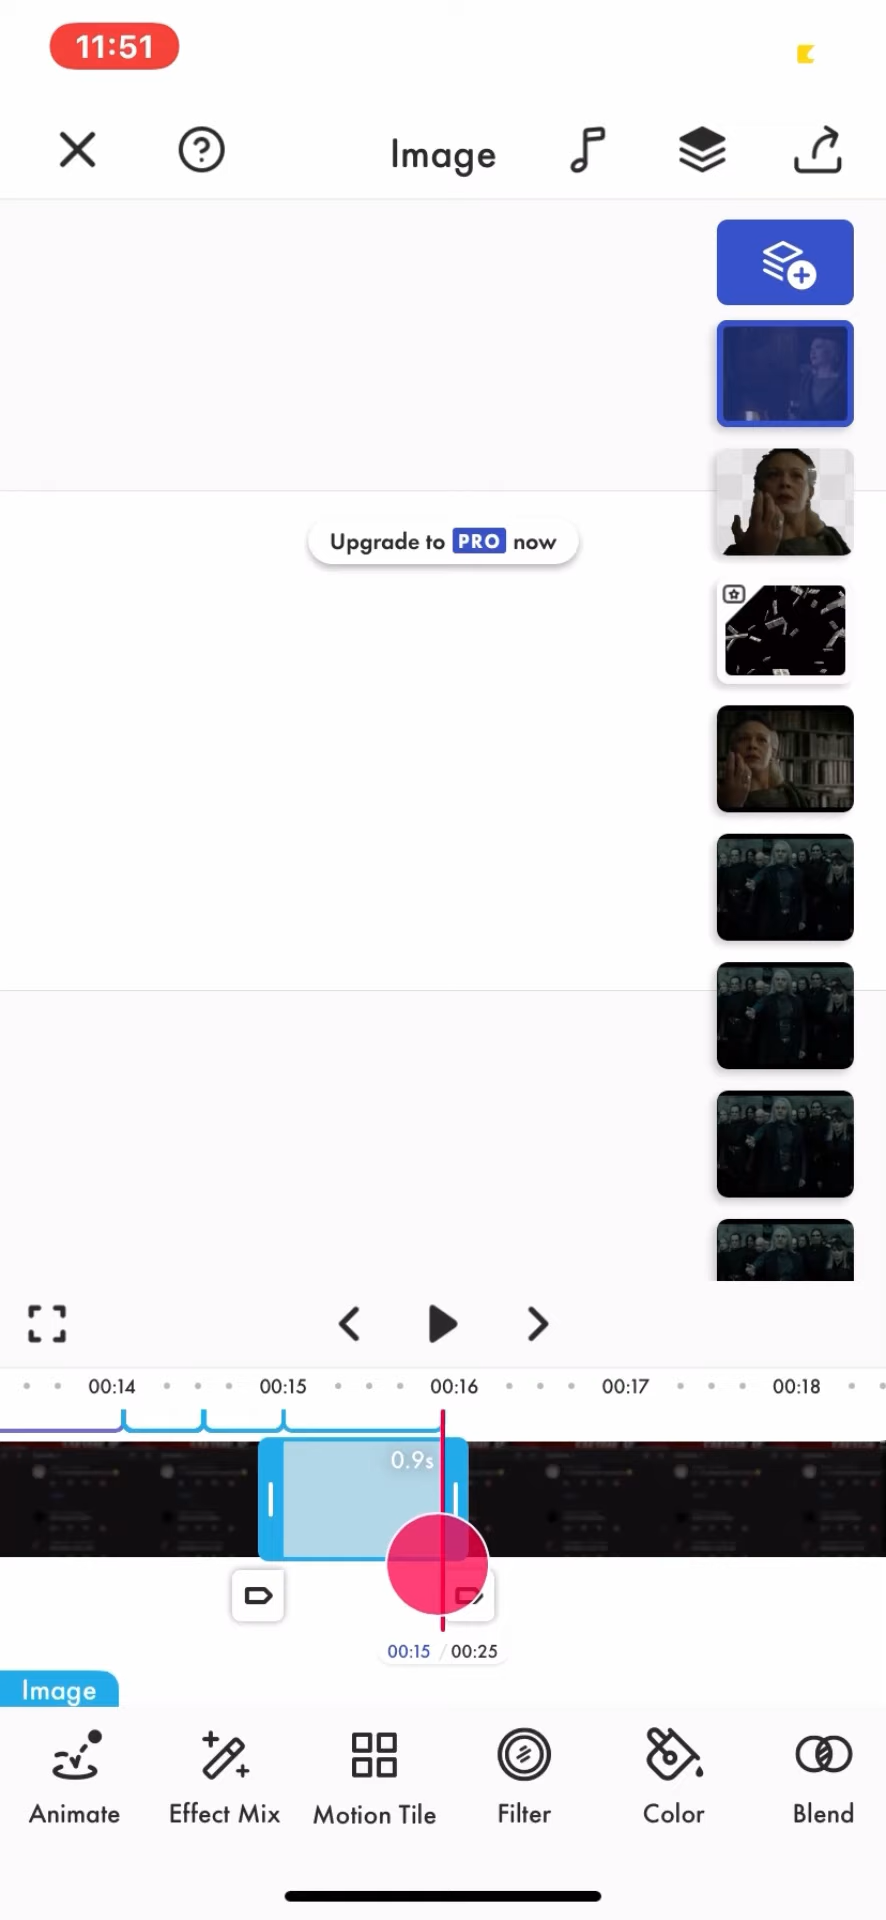 11:51
Image
Upgrade to PRO now
00:14 00:15 00:16 00:17 00:18
0.9s
00:15 / 00:25
Image
Animate Effect Mix Motion Tile Filter Color Blend